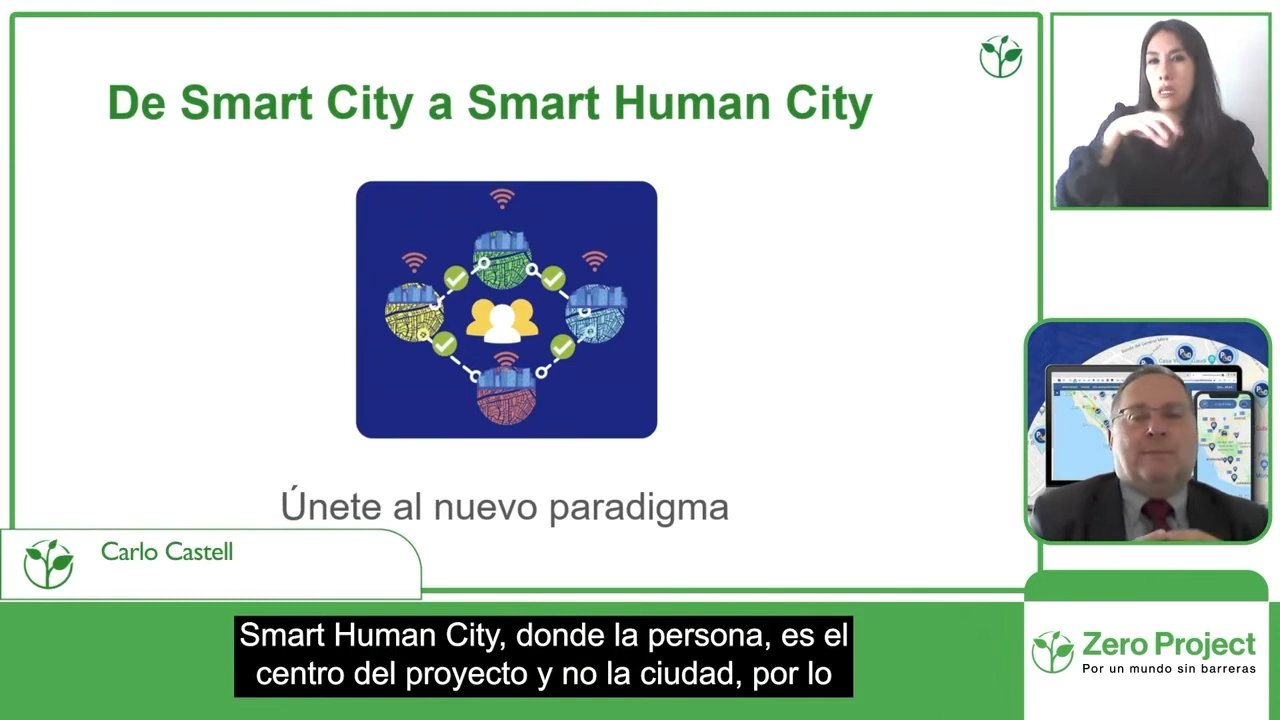 De Smart City a Smart Human City
Únete al nuevo paradigma
Carlo Castell
Smart Human City, donde la persona, es el
centro del proyecto y no la ciudad, por lo
Zero Project
Por un mundo sin barreras